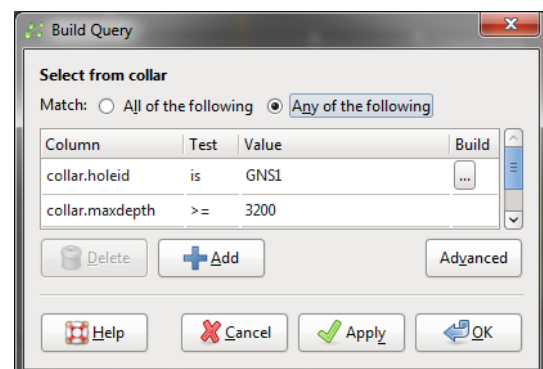 Build Query
Select from collar
Match: All of the following Any of the following
Column Test Value Build
collar.holeid is GNS1 ...
collar.maxdepth >= 3200
Delete Add Advanced
Help Cancel Apply OK